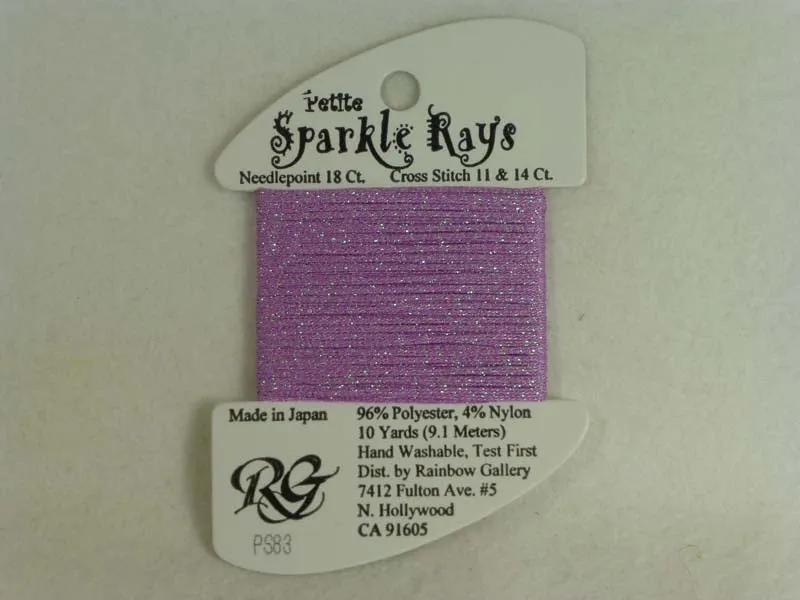 Petite
Sparkle Rays
Needlepoint 18 Ct. Cross Stitch 11 & 14 Ct.
Made in Japan
RG
PS83
96% Polyester, 4% Nylon
10 Yards (9.1 Meters)
Hand Washable, Test First
Dist. by Rainbow Gallery
7412 Fulton Ave. #5
N. Hollywood
CA 91605